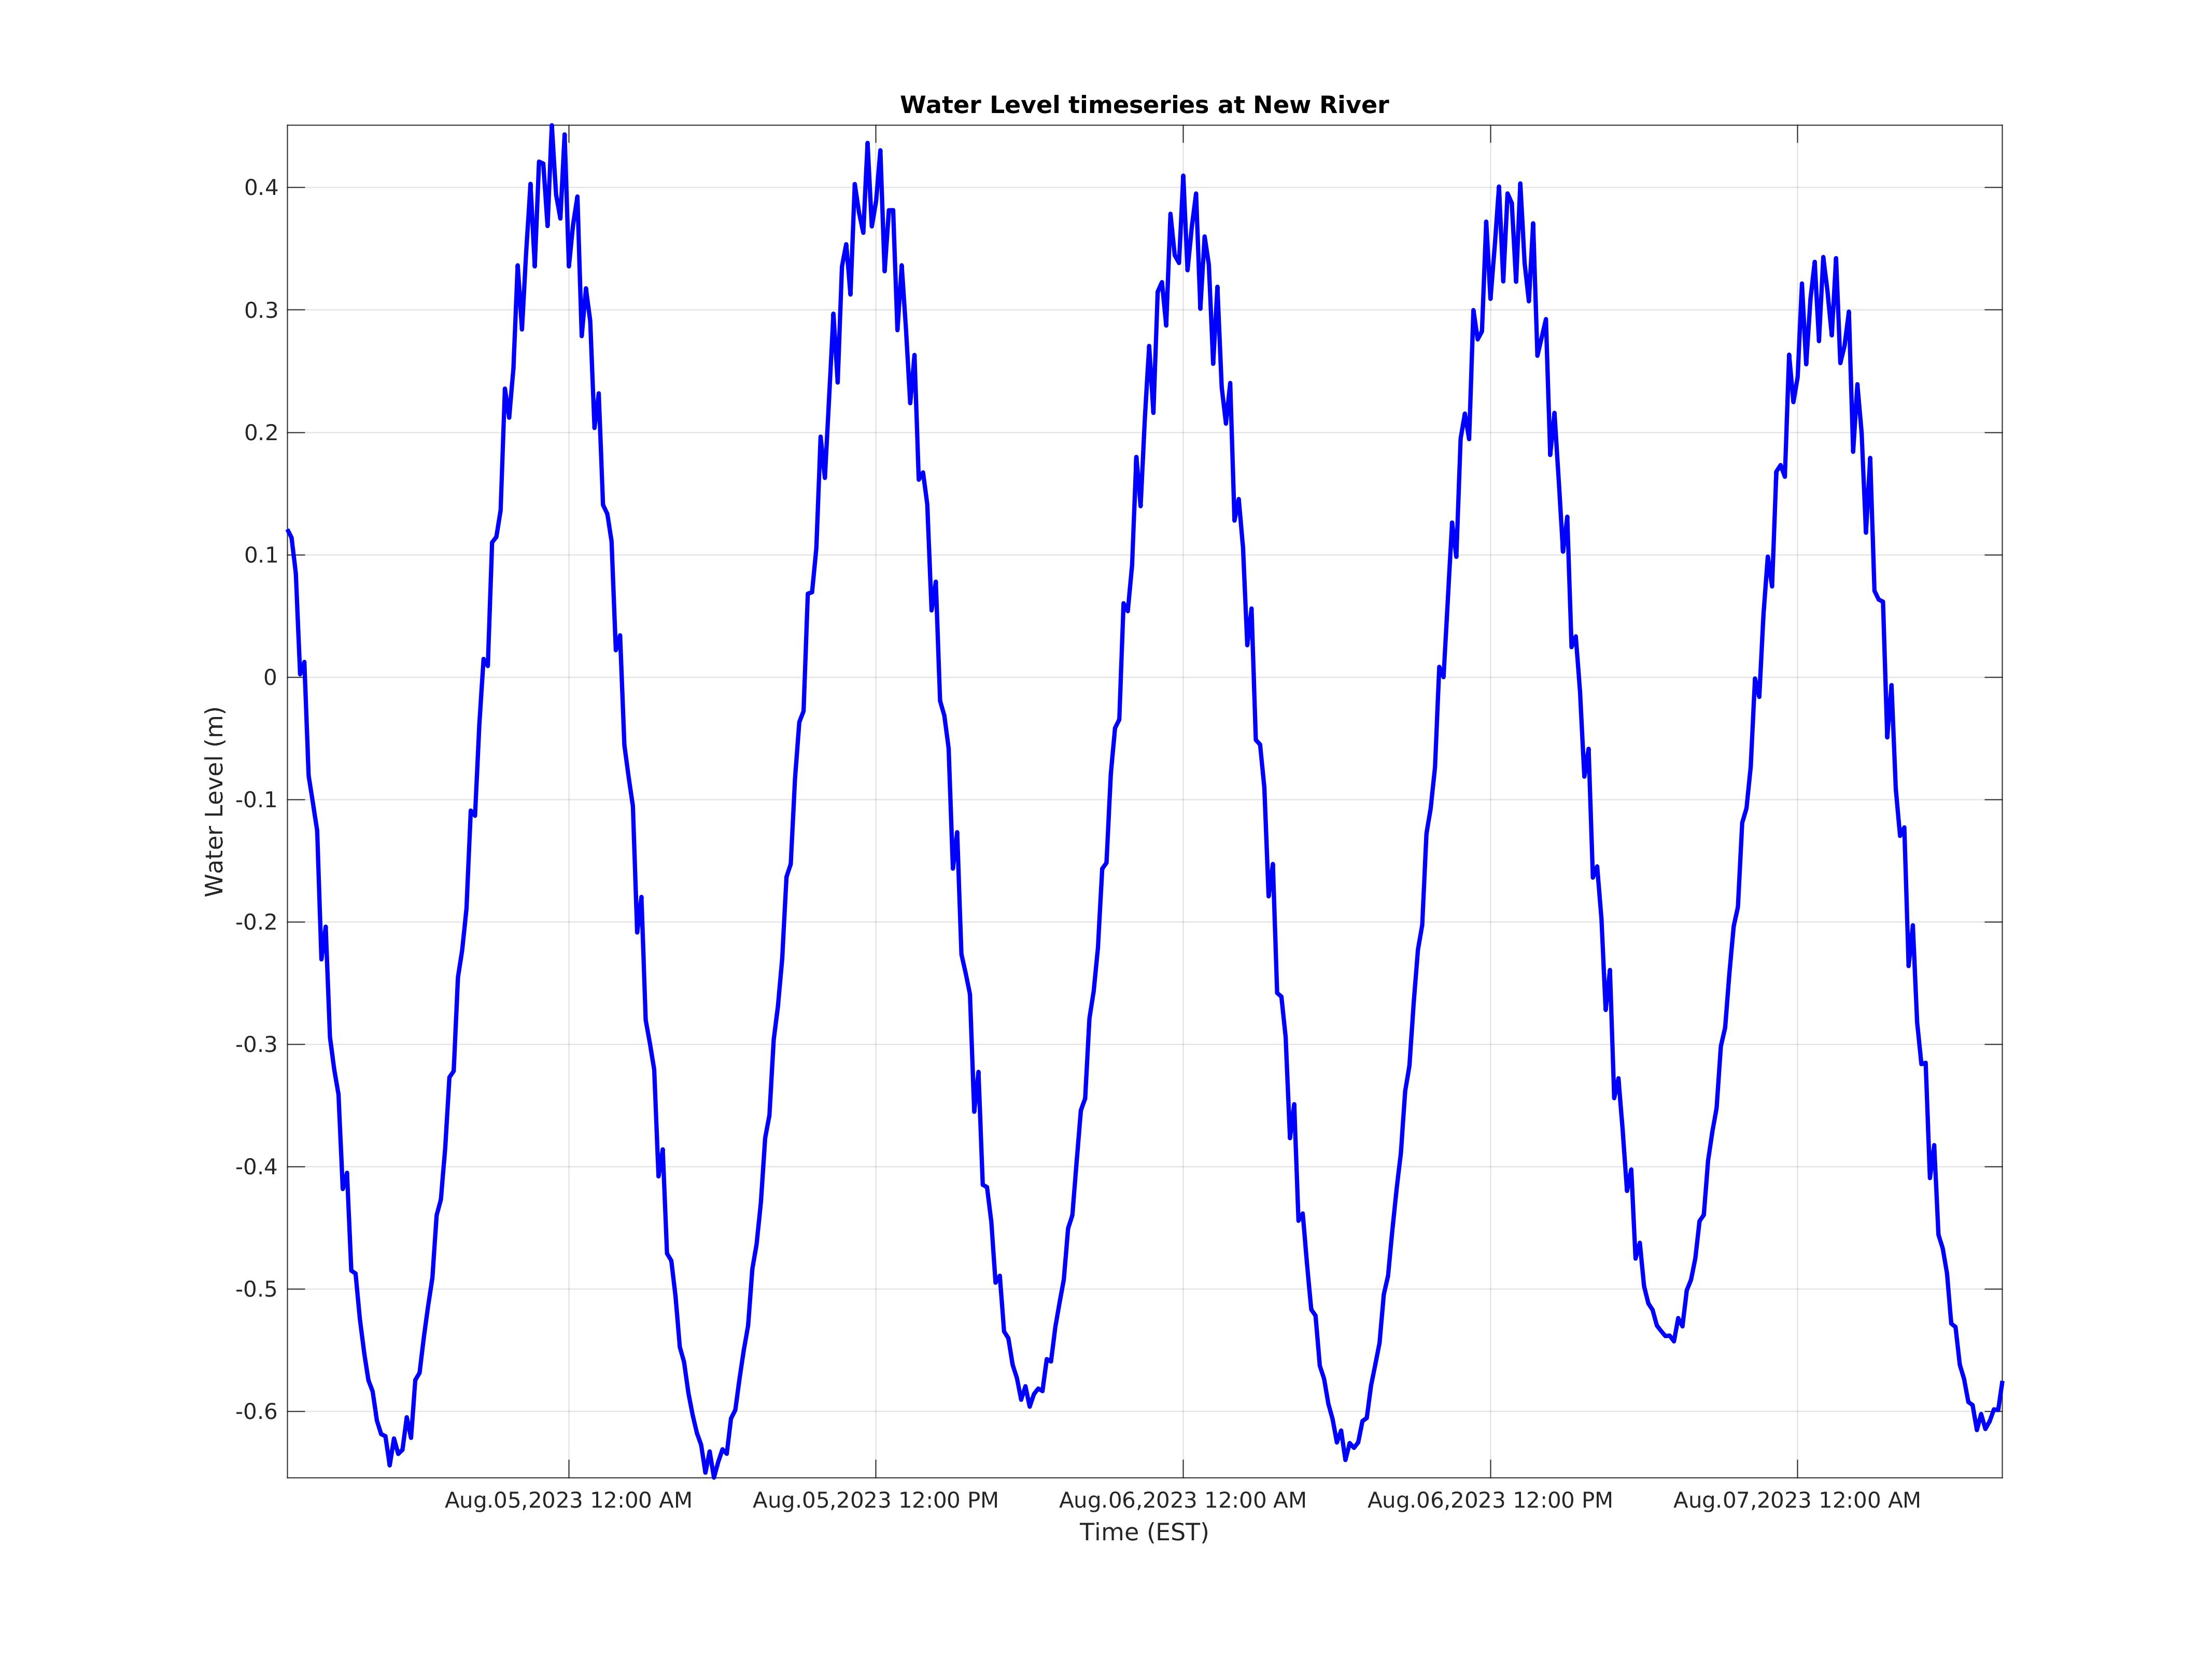 Water Level timeseries at New River
0.4
0.3
0.2
0.1
0
-0.1
-0.2
-0.3
-0.4
-0.5
-0.6
Water Level (m)
Aug.05,2023 12:00 AM
Aug.05,2023 12:00 PM
Aug.06,2023 12:00 AM
Aug.06,2023 12:00 PM
Aug.07,2023 12:00 AM
Time (EST)